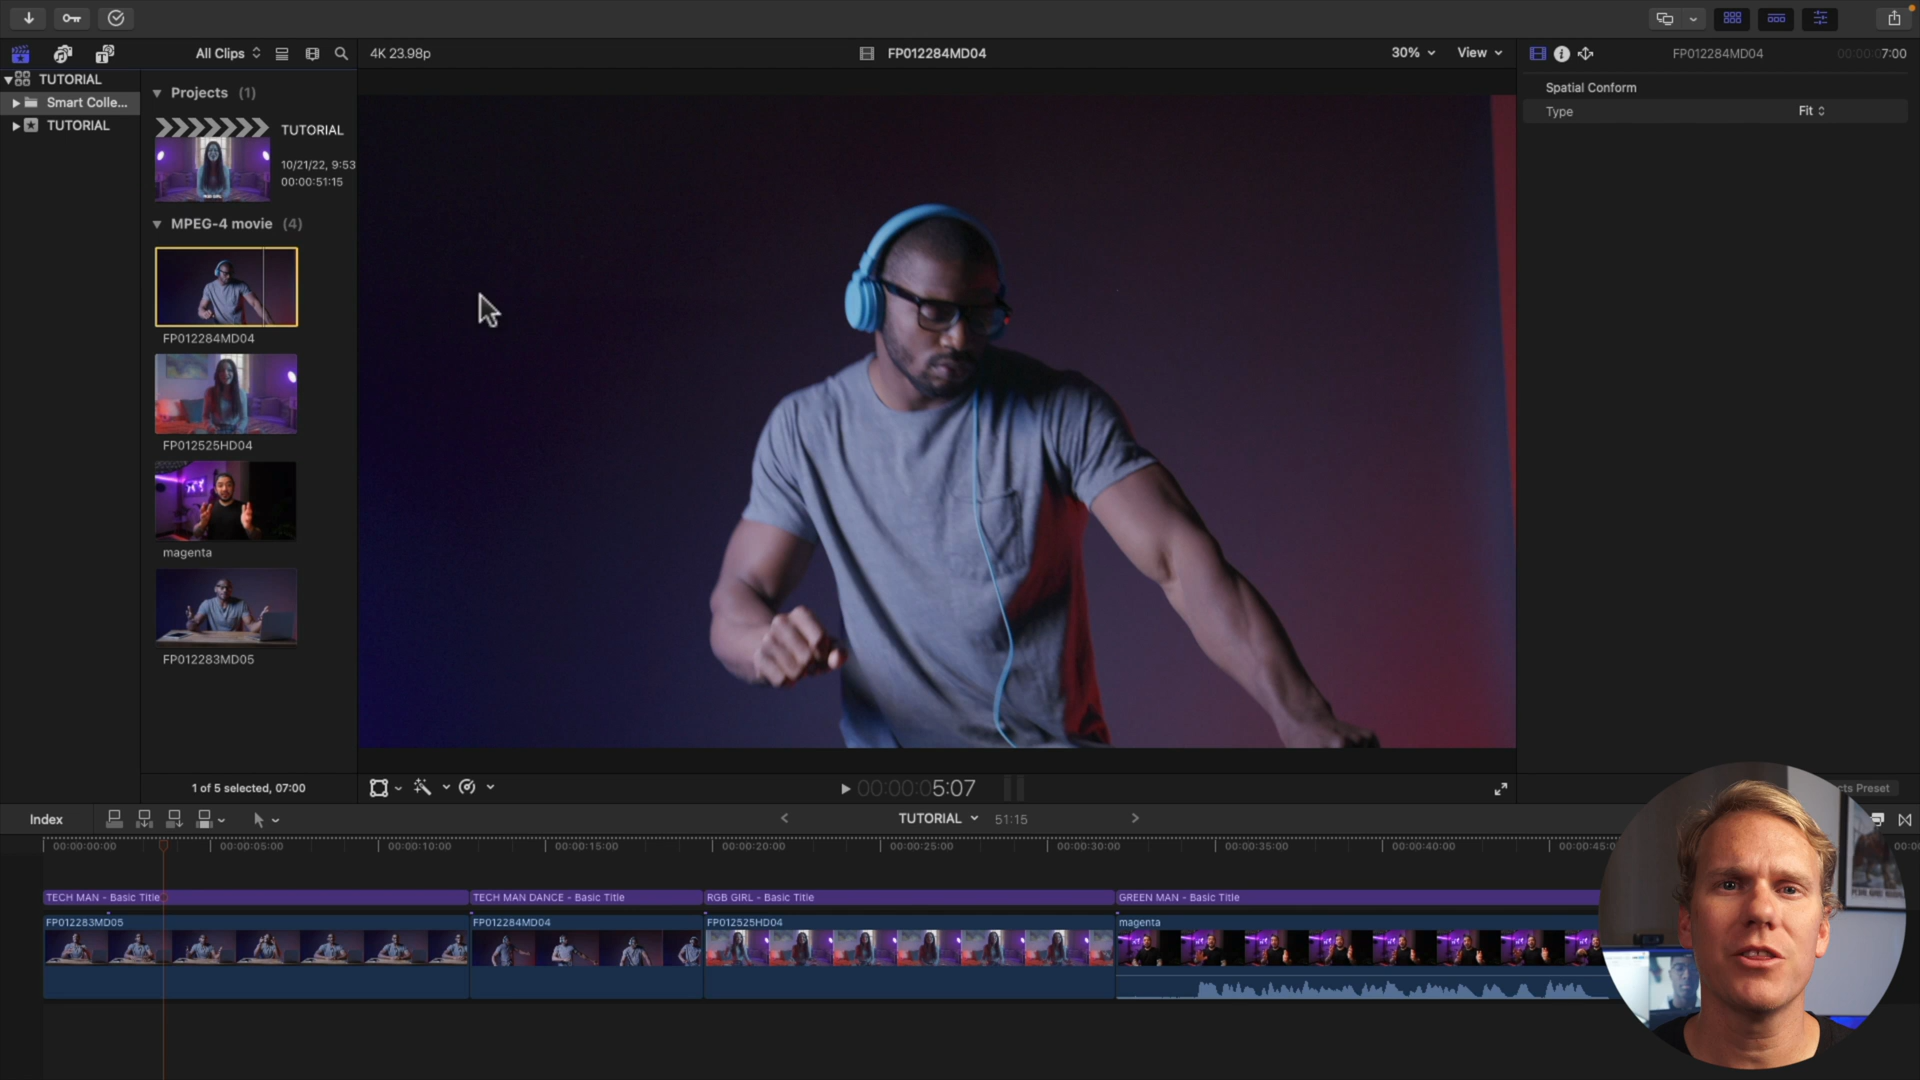 All Clips
4K 23.98p
FP012284MD04
30%
View
FP012284MD04
00:00:07:00
TUTORIAL
Smart Colle...
TUTORIAL
Projects (1)
TUTORIAL
10/21/22, 9:53
00:00:51:15
MPEG-4 movie (4)
FP012284MD04
FP012525HD04
magenta
FP012283MD05
Spatial Conform
Type
Fit
1 of 5 selected, 07:00
00:00:05:07
cts Preset
Index
TUTORIAL
51:15
00:00:00:00
00:00:05:00
00:00:10:00
00:00:15:00
00:00:20:00
00:00:25:00
00:00:30:00
00:00:35:00
00:00:40:00
00:00:45:0
00:0
TECH MAN - Basic Title
TECH MAN DANCE - Basic Title
RGB GIRL - Basic Title
GREEN MAN - Basic Title
FP012283MD05
FP012284MD04
FP012525HD04
magenta